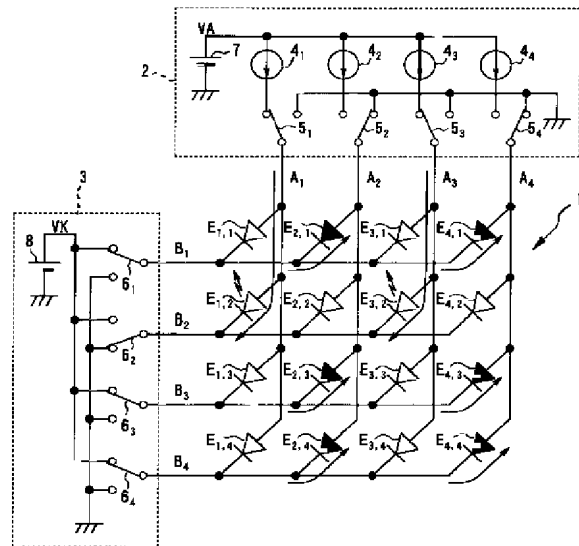 VA
7
4₁
4₂
4₃
4₄
2
5₁
5₂
5₃
5₄
3
A₁
A₂
A₃
A₄
1
VK
8
B₁
E₁,₁
E₂,₁
E₃,₁
E₄,₁
6₁
E₁,₂
E₂,₂
E₃,₂
E₄,₂
B₂
6₂
E₁,₃
E₂,₃
E₃,₃
E₄,₃
B₃
6₃
E₁,₄
E₂,₄
E₃,₄
E₄,₄
B₄
6₄